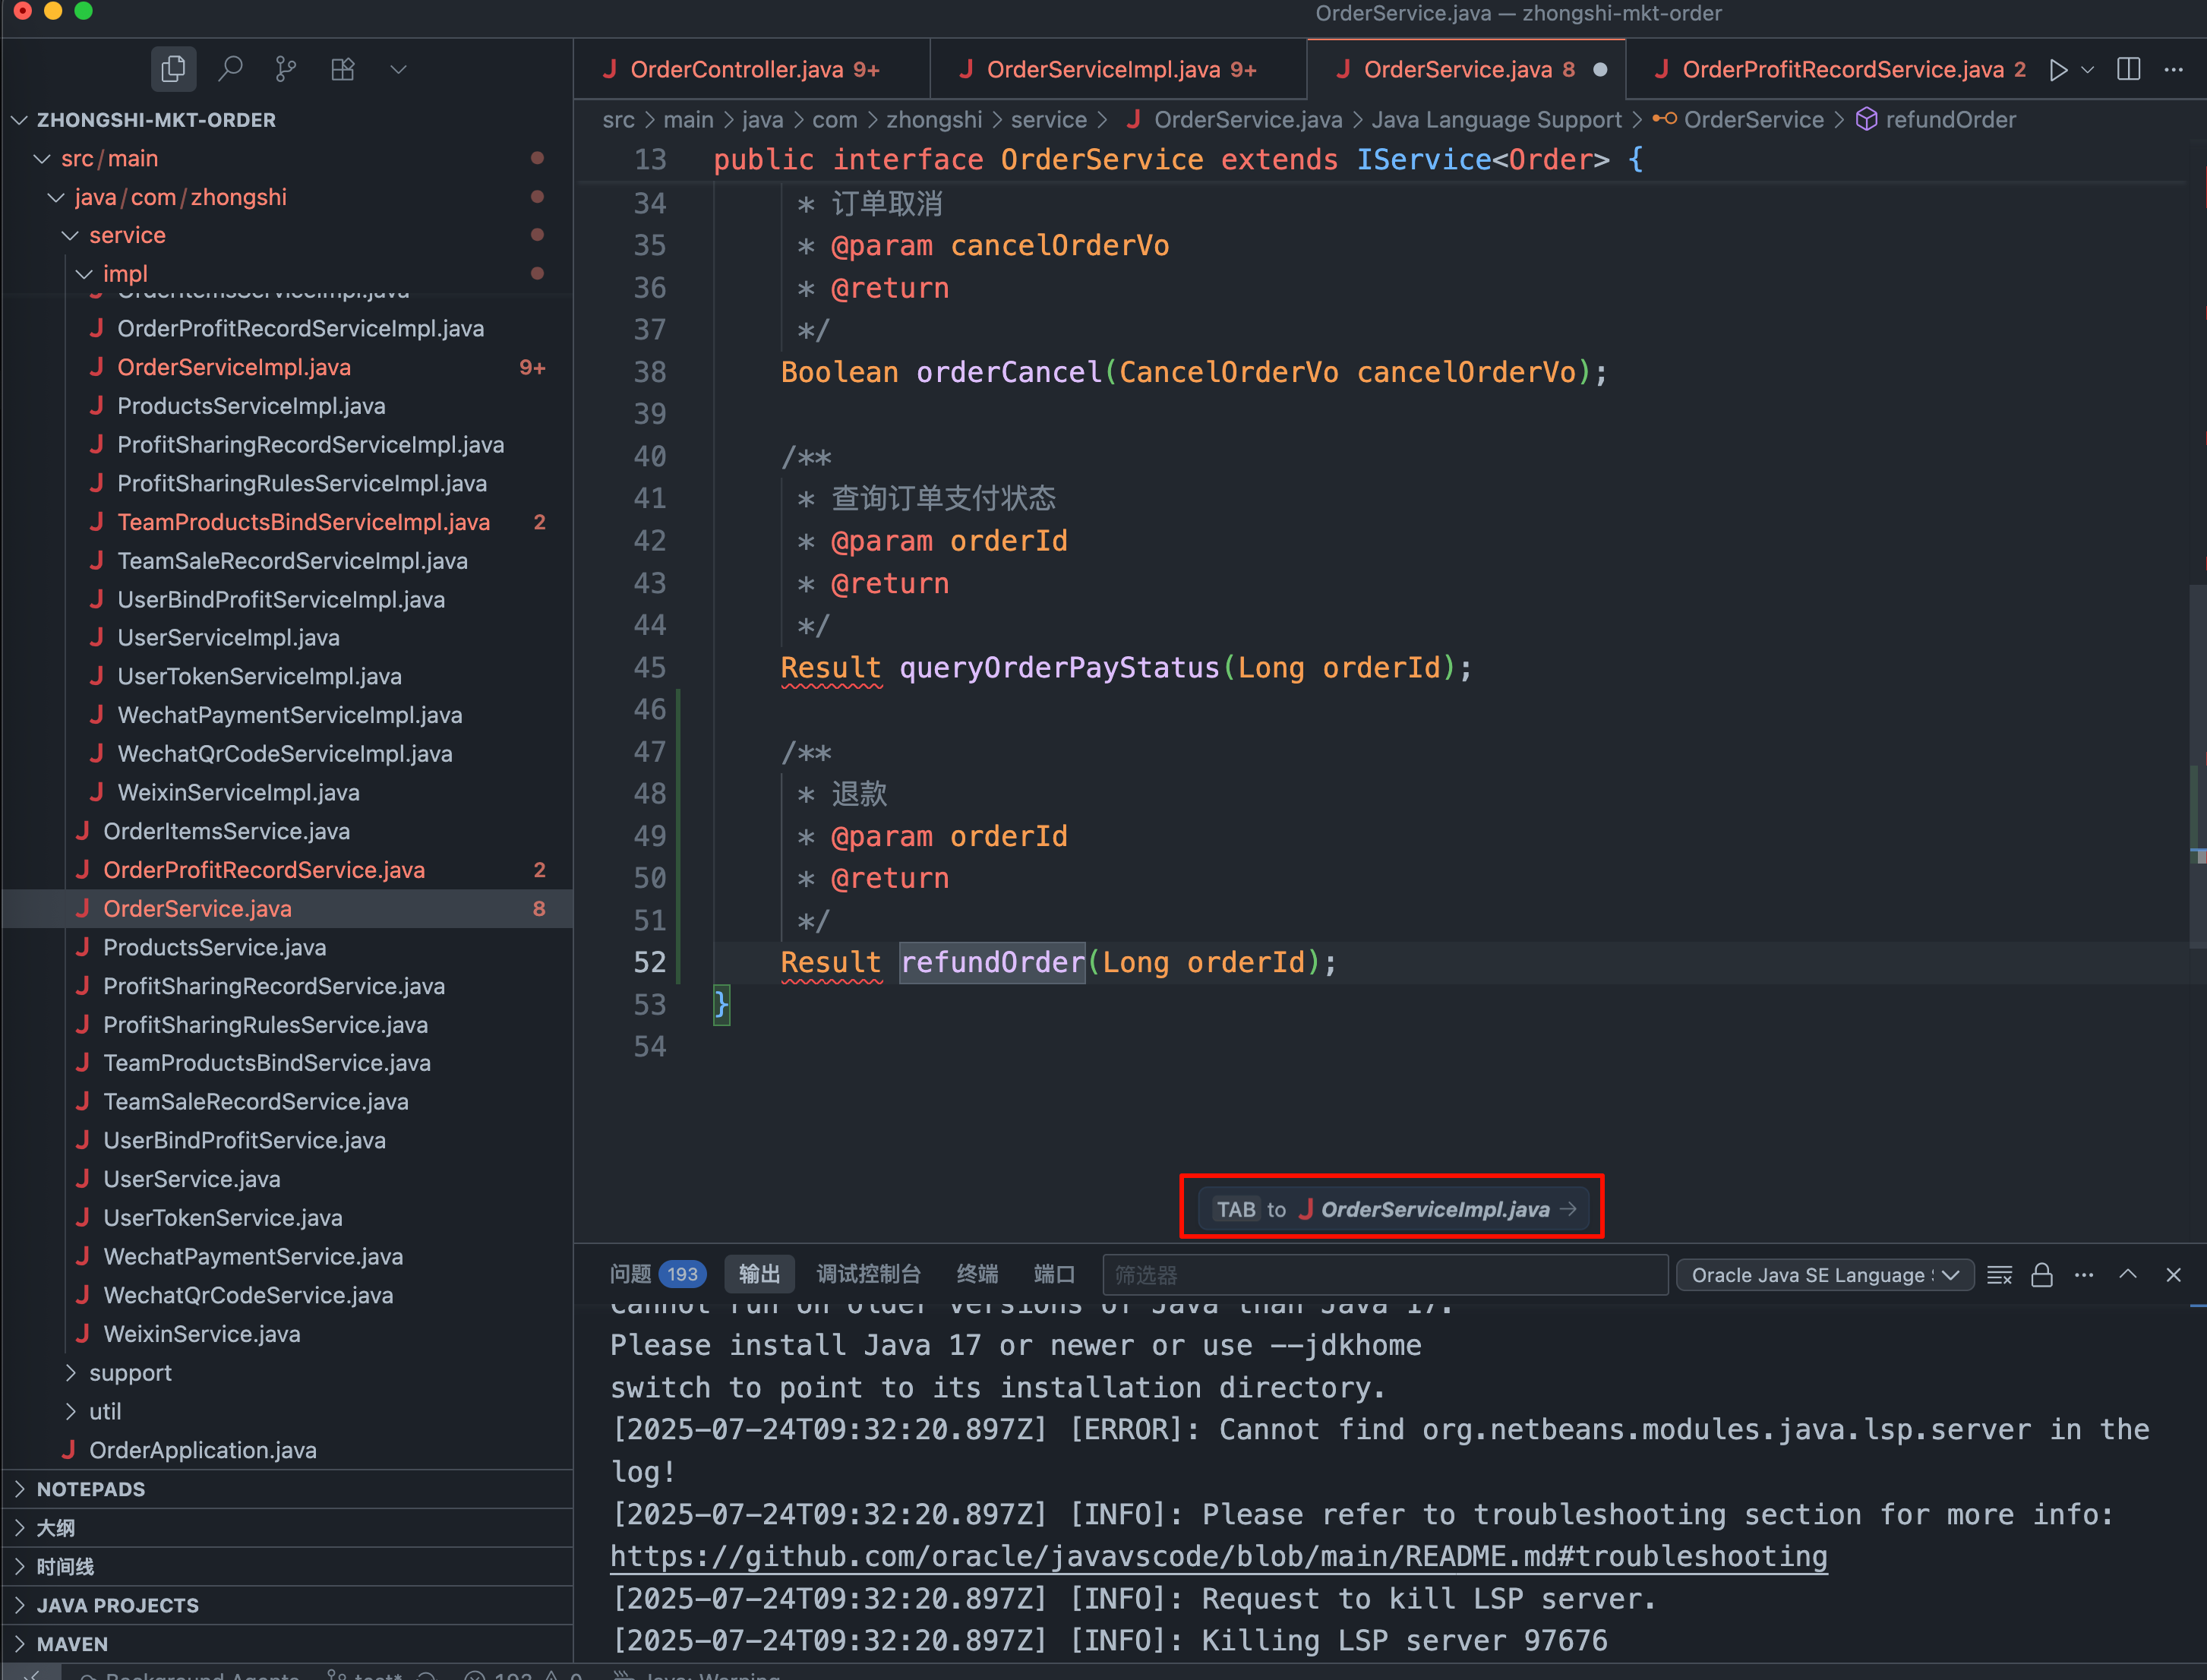 OrderService.java — zhongshi-mkt-order
OrderController.java 9+
OrderServiceImpl.java 9+
OrderService.java 8
OrderProfitRecordService.java 2
ZHONGSHI-MKT-ORDER
src/main
java/com/zhongshi
service
impl
OrderItemsServiceImpl.java
OrderProfitRecordServiceImpl.java
OrderServiceImpl.java 9+
ProductsServiceImpl.java
ProfitSharingRecordServiceImpl.java
ProfitSharingRulesServiceImpl.java
TeamProductsBindServiceImpl.java 2
TeamSaleRecordServiceImpl.java
UserBindProfitServiceImpl.java
UserServiceImpl.java
UserTokenServiceImpl.java
WechatPaymentServiceImpl.java
WechatQrCodeServiceImpl.java
WeixinServiceImpl.java
OrderItemsService.java
OrderProfitRecordService.java 2
OrderService.java 8
ProductsService.java
ProfitSharingRecordService.java
ProfitSharingRulesService.java
TeamProductsBindService.java
TeamSaleRecordService.java
UserBindProfitService.java
UserService.java
UserTokenService.java
WechatPaymentService.java
WechatQrCodeService.java
WeixinService.java
support
util
OrderApplication.java
NOTEPADS
大纲
时间线
JAVA PROJECTS
MAVEN
src > main > java > com > zhongshi > service > OrderService.java > Java Language Support > OrderService > refundOrder
13 public interface OrderService extends IService<Order> {
34 * 订单取消
35 * @param cancelOrderVo
36 * @return
37 */
38 Boolean orderCancel(CancelOrderVo cancelOrderVo);
39
40 /**
41 * 查询订单支付状态
42 * @param orderId
43 * @return
44 */
45 Result queryOrderPayStatus(Long orderId);
46
47 /**
48 * 退款
49 * @param orderId
50 * @return
51 */
52 Result refundOrder(Long orderId);
53 }
54
TAB to OrderServiceImpl.java →
问题 193 输出 调试控制台 终端 端口 筛选器 Oracle Java SE Language
Cannot run on older versions of Java than Java 17.
Please install Java 17 or newer or use --jdkhome
switch to point to its installation directory.
[2025-07-24T09:32:20.897Z] [ERROR]: Cannot find org.netbeans.modules.java.lsp.server in the
log!
[2025-07-24T09:32:20.897Z] [INFO]: Please refer to troubleshooting section for more info:
https://github.com/oracle/javavscode/blob/main/README.md#troubleshooting
[2025-07-24T09:32:20.897Z] [INFO]: Request to kill LSP server.
[2025-07-24T09:32:20.897Z] [INFO]: Killing LSP server 97676
Background Agents test* 193 0 Java: Warning